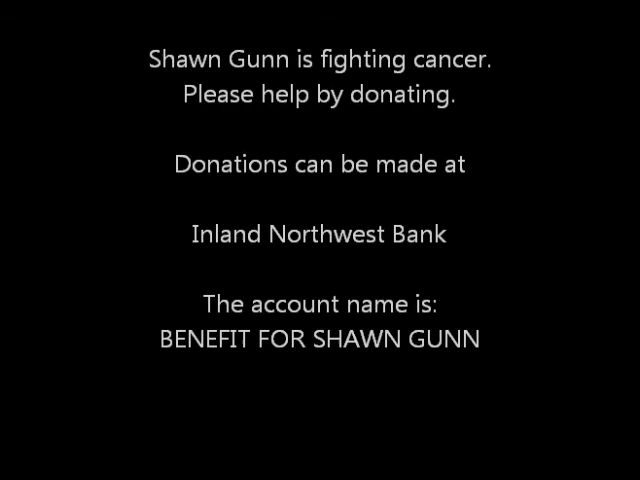 Shawn Gunn is fighting cancer.
Please help by donating.
Donations can be made at
Inland Northwest Bank
The account name is:
BENEFIT FOR SHAWN GUNN